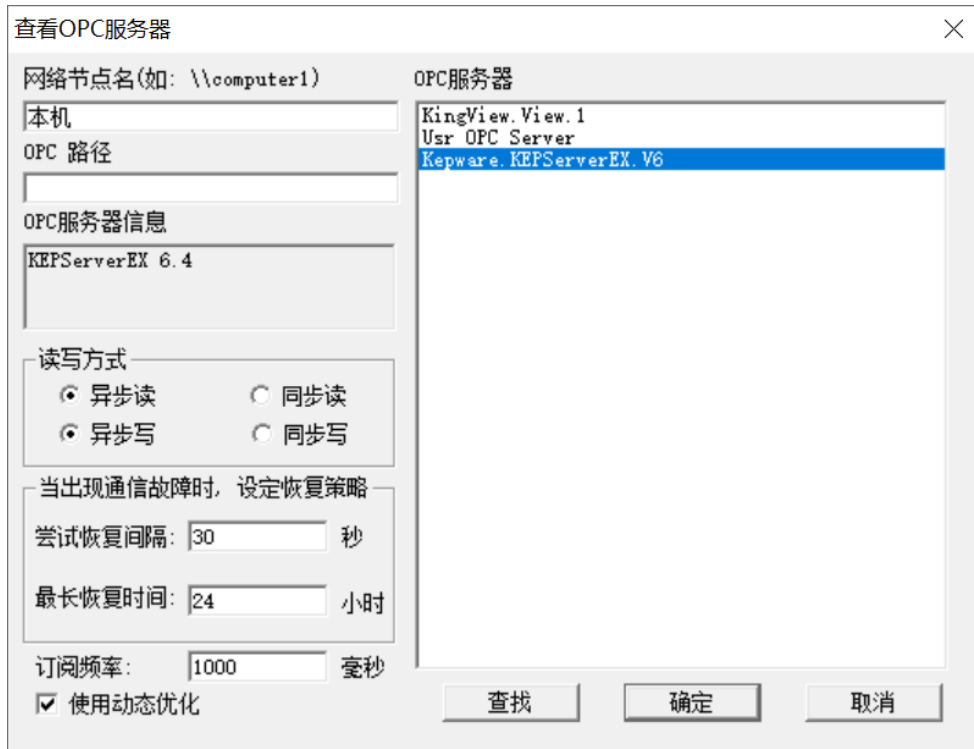 查看OPC服务器
网络节点名(如: \\computer1)
本机
OPC 路径
OPC服务器信息
KEPServerEX 6.4
读写方式
异步读 同步读
异步写 同步写
当出现通信故障时, 设定恢复策略
尝试恢复间隔: 30 秒
最长恢复时间: 24 小时
订阅频率: 1000 毫秒
使用动态优化
OPC服务器
KingView.View.1
Usr OPC Server
Kepware.KEPServerEX.V6
查找 确定 取消